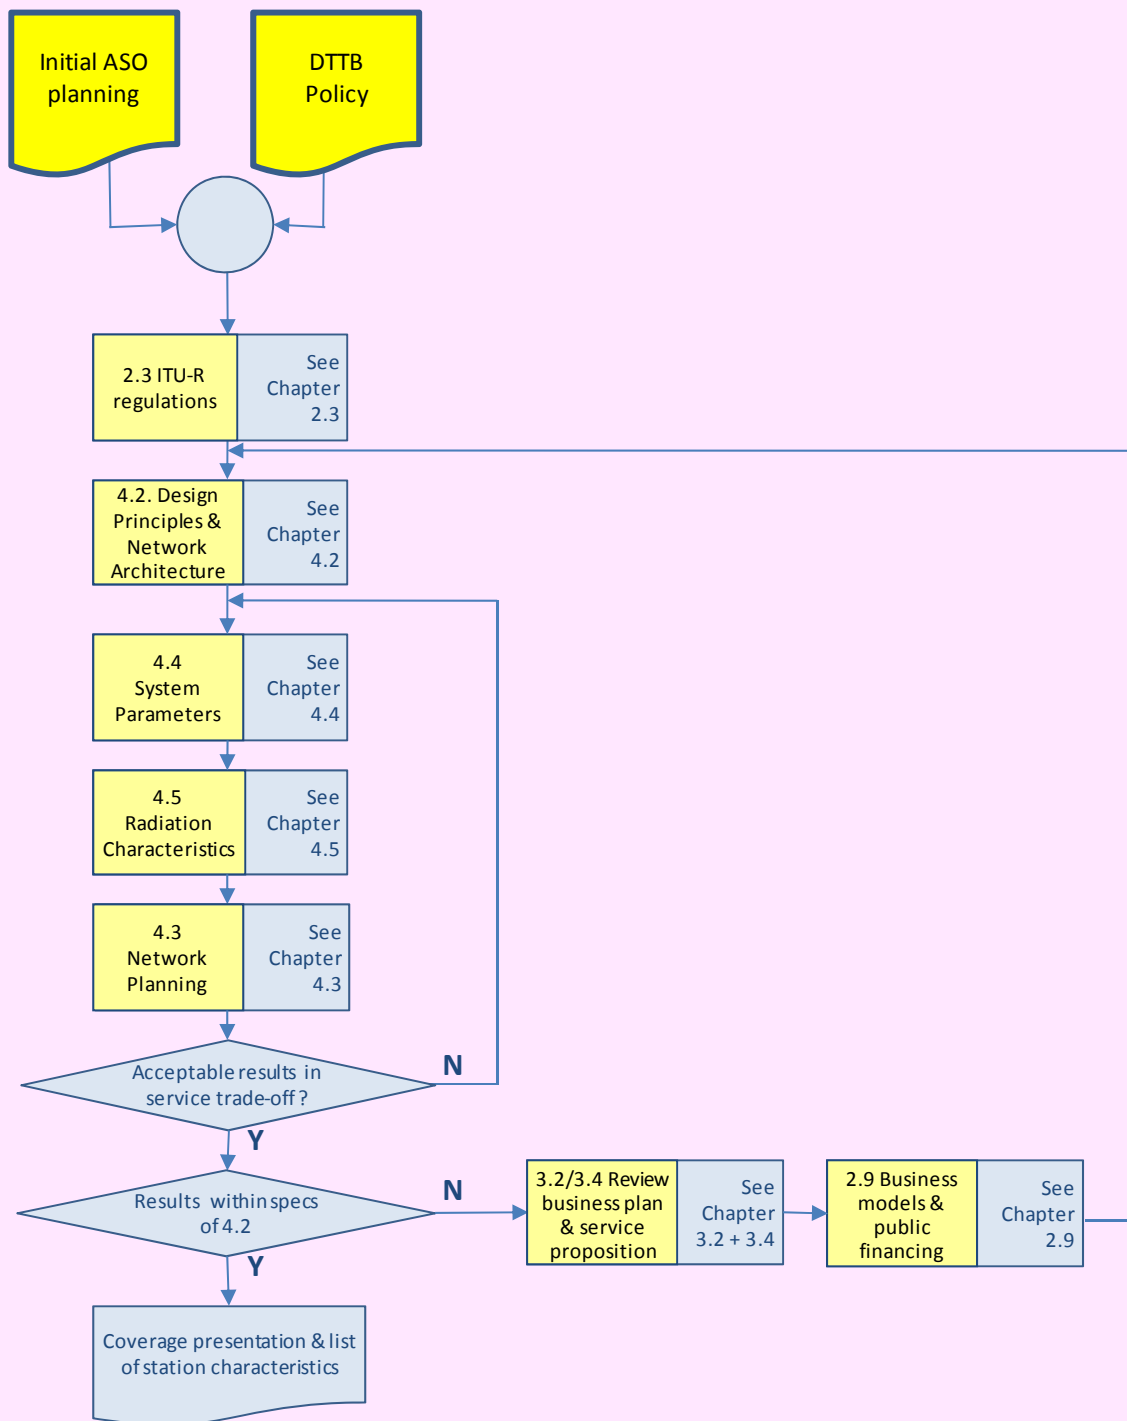 Initial ASO
planning
DTTB
Policy
2.3 ITU-R
regulations
See
Chapter
2.3
4.2. Design
Principles &
Network
Architecture
See
Chapter
4.2
4.4
System
Parameters
See
Chapter
4.4
4.5
Radiation
Characteristics
See
Chapter
4.5
4.3
Network
Planning
See
Chapter
4.3
Acceptable results in
service trade-off?
N
Y
Results within specs
of 4.2
N
Y
3.2/3.4 Review
business plan
& service
proposition
See
Chapter
3.2 + 3.4
2.9 Business
models &
public
financing
See
Chapter
2.9
Coverage presentation & list
of station characteristics